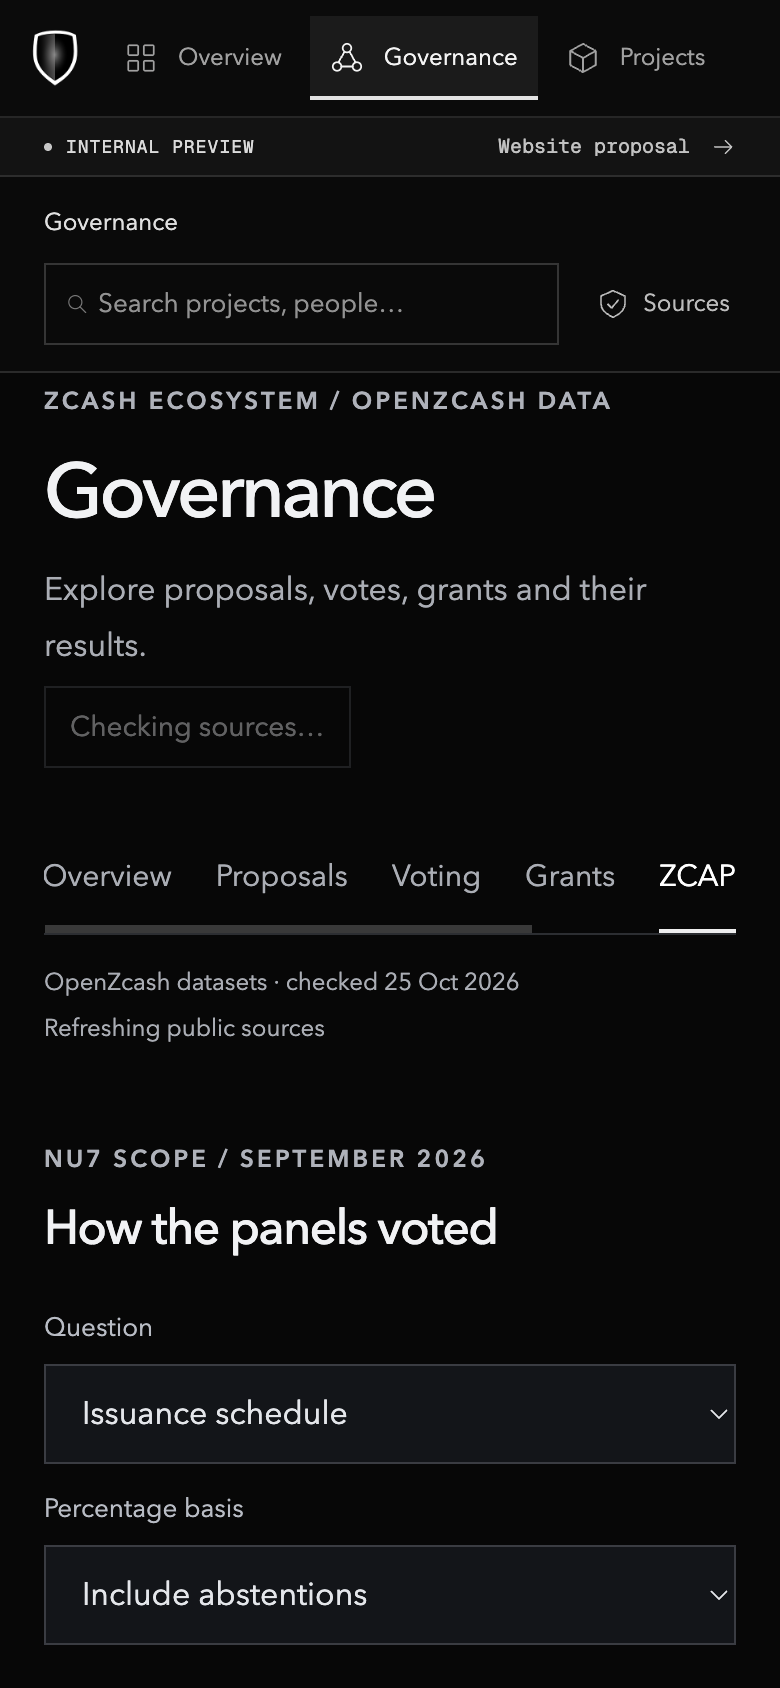 Overview
Governance
Projects
INTERNAL PREVIEW
Website proposal →
Governance
Search projects, people…
Sources
ZCASH ECOSYSTEM / OPENZCASH DATA
Governance
Explore proposals, votes, grants and their
results.
Checking sources…
Overview
Proposals
Voting
Grants
ZCAP
OpenZcash datasets · checked 25 Oct 2026
Refreshing public sources
NU7 SCOPE / SEPTEMBER 2026
How the panels voted
Question
Issuance schedule
Percentage basis
Include abstentions